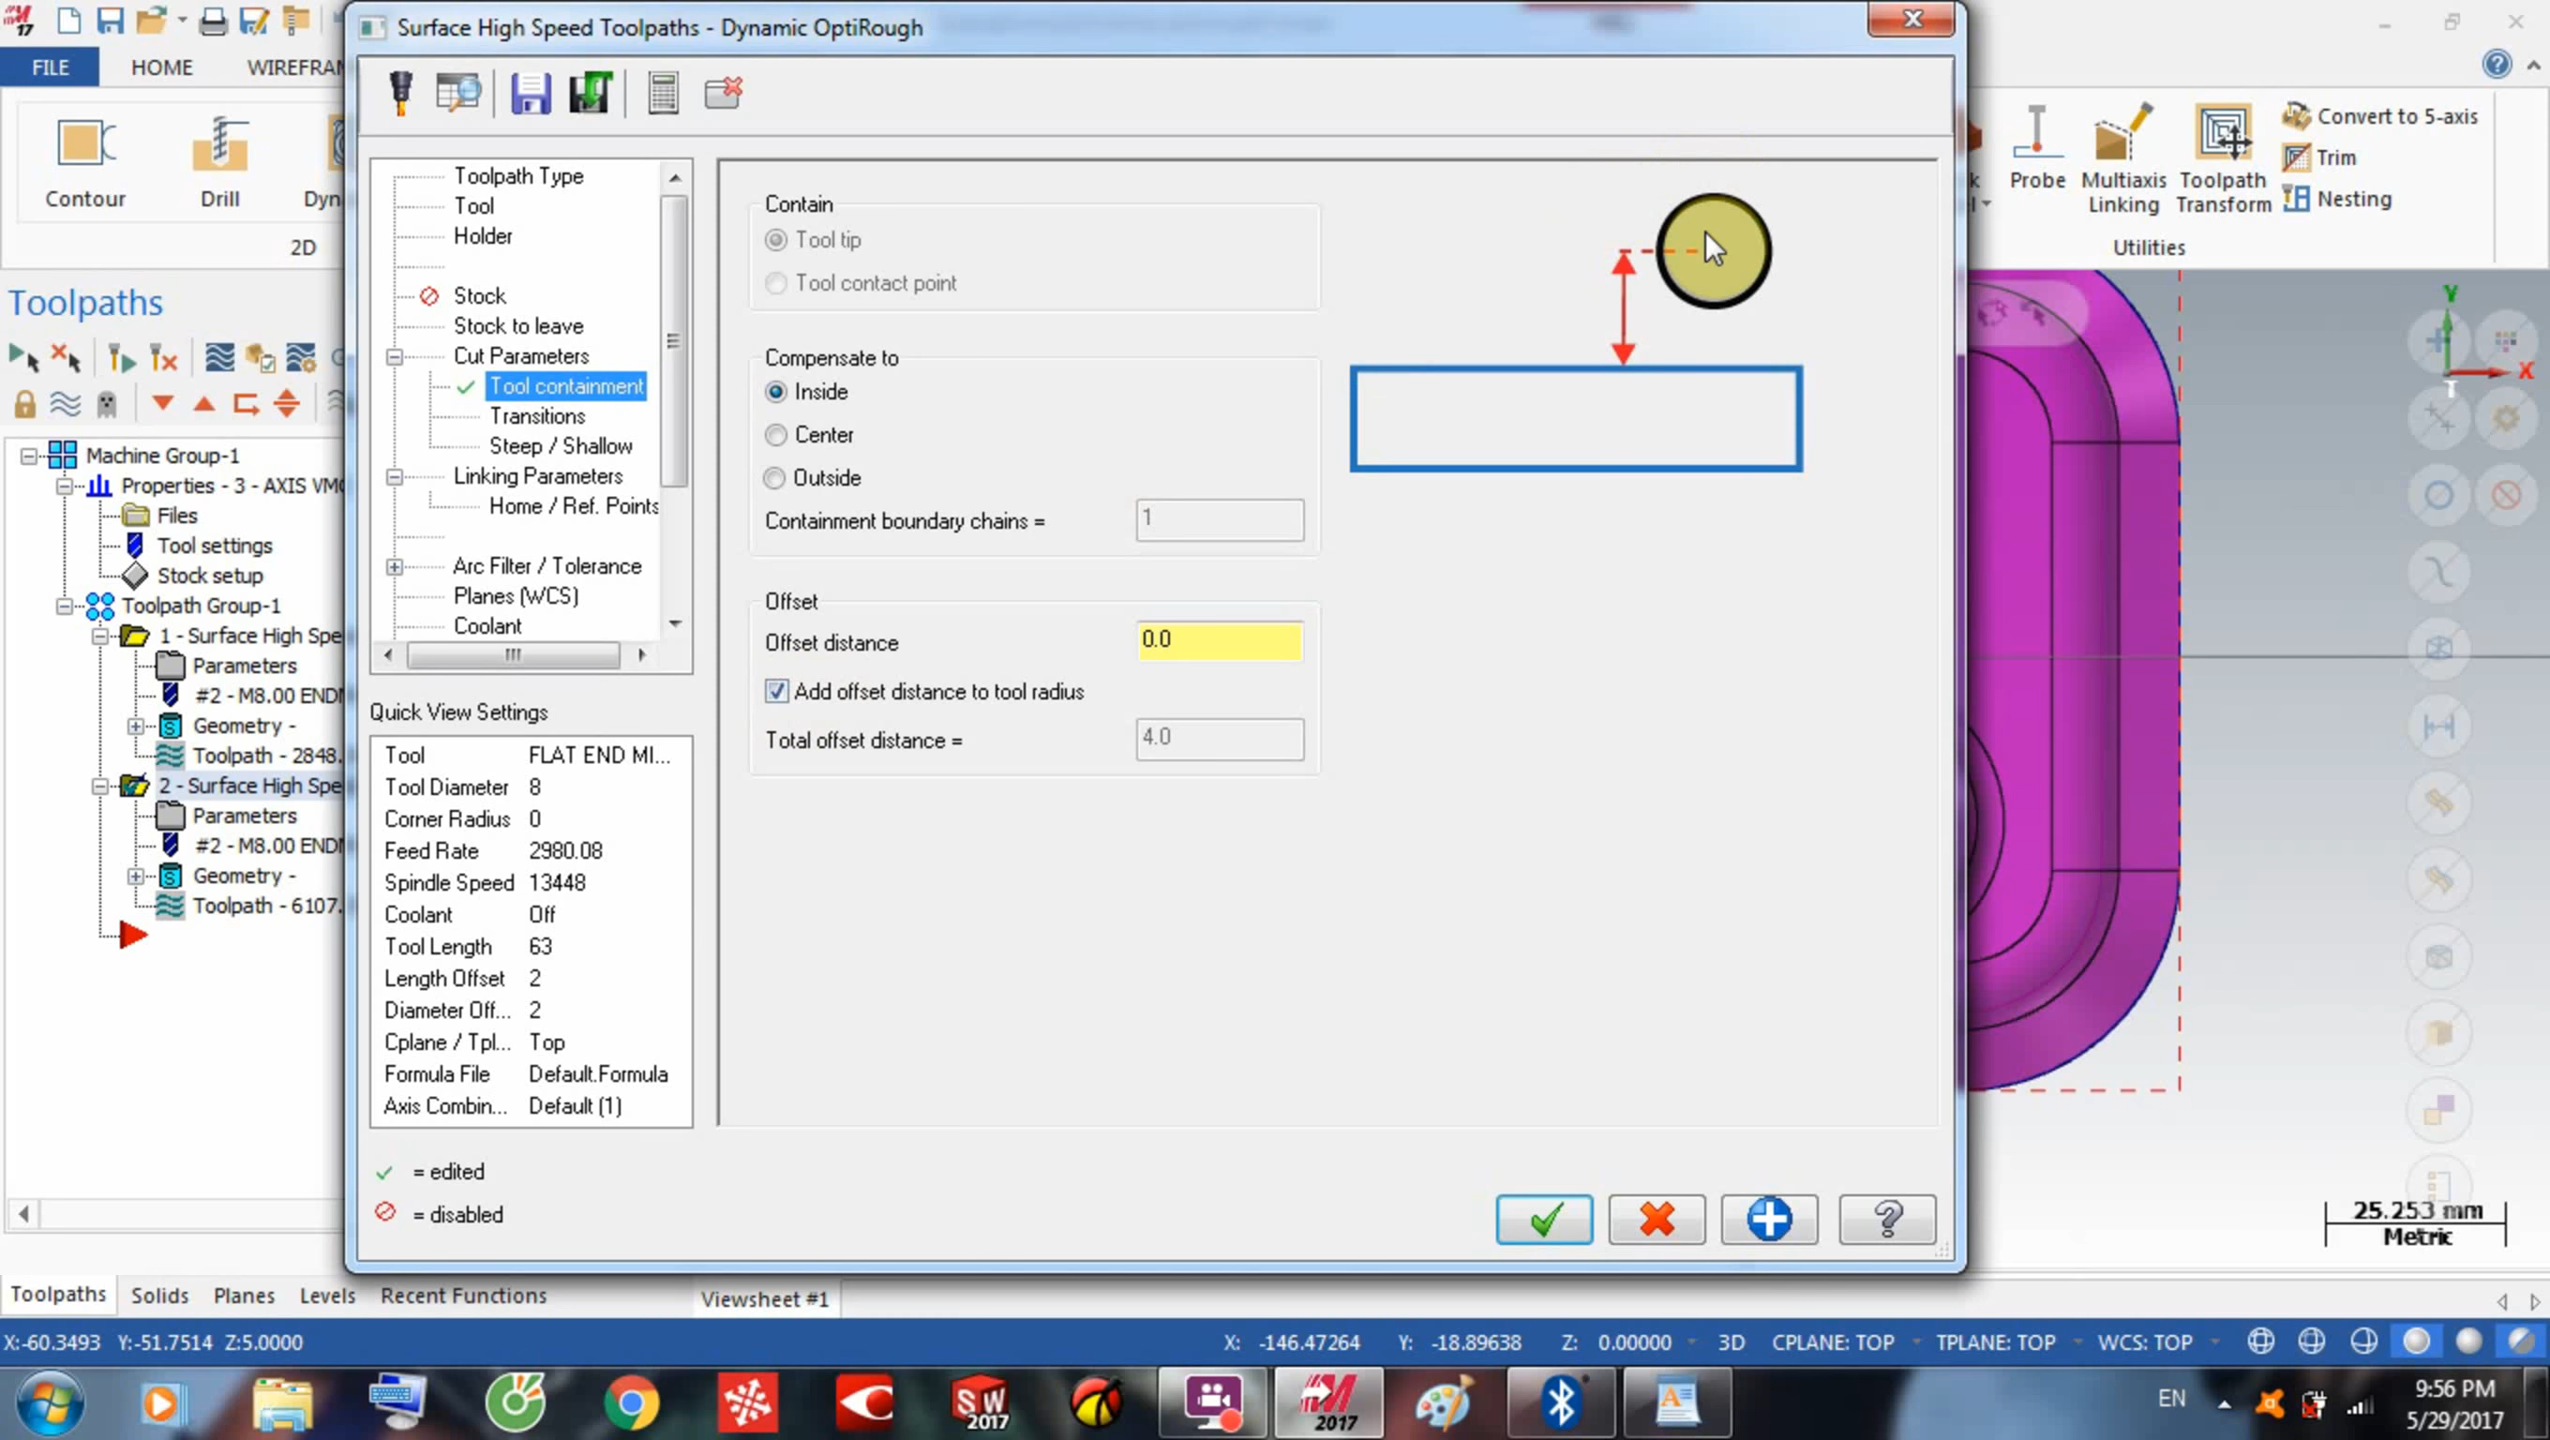 17
Surface High Speed Toolpaths - Dynamic OptiRough
FILE
HOME
Contour
Drill
2D
Convert to 5-axis
Trim
Nesting
Probe
Multiaxis Linking
Toolpath Transform
Utilities
Toolpaths
Machine Group-1
Properties - 3 - AXIS VMC
Files
Tool settings
Stock setup
Toolpath Group-1
1 - Surface High Spe
Parameters
#2 - M8.00 END
Geometry -
Toolpath - 2848.
2 - Surface High Spe
Parameters
#2 - M8.00 END
Geometry -
Toolpath - 6107.
Toolpath Type
Tool
Holder
Stock
Stock to leave
Cut Parameters
Tool containment
Transitions
Steep / Shallow
Linking Parameters
Home / Ref. Points
Arc Filter / Tolerance
Planes (WCS)
Coolant
Quick View Settings
Tool FLAT END MI...
Tool Diameter 8
Corner Radius 0
Feed Rate 2980.08
Spindle Speed 13448
Coolant Off
Tool Length 63
Length Offset 2
Diameter Off... 2
Cplane / Tpl... Top
Formula File Default.Formula
Axis Combin... Default (1)
= edited
= disabled
Contain
Tool tip
Tool contact point
Compensate to
Inside
Center
Outside
Containment boundary chains = 1
Offset
Offset distance 0.0
Add offset distance to tool radius
Total offset distance = 4.0
Y
X
T
25.253 mm
Metric
Toolpaths Solids Planes Levels Recent Functions
Viewsheet #1
X:-60.3493 Y:-51.7514 Z:5.0000
X: -146.47264 Y: -18.89638 Z: 0.00000 3D CPLANE: TOP TPLANE: TOP WCS: TOP
SW
2017
2017
EN
9:56 PM
5/29/2017